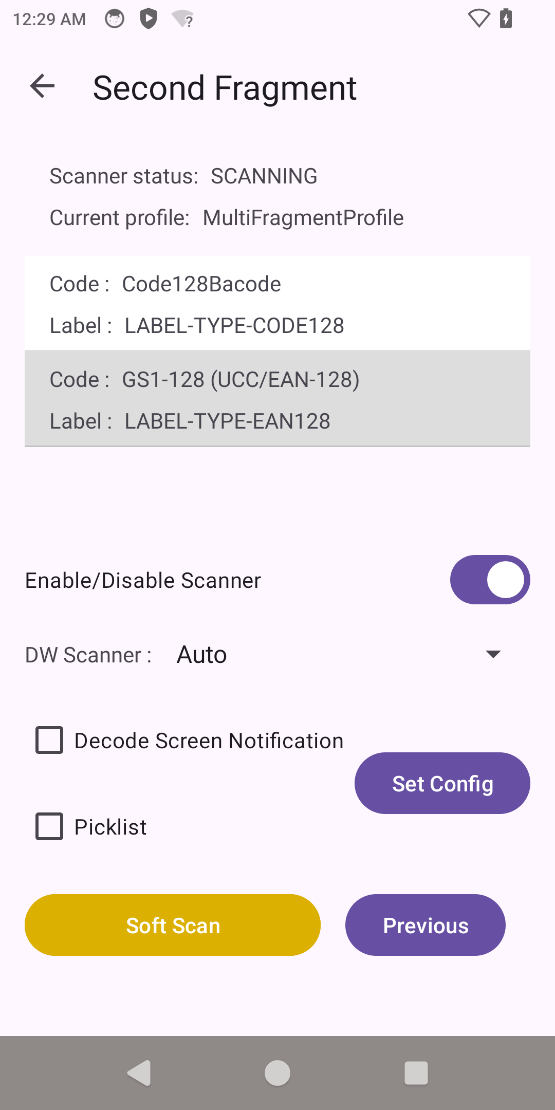 12:29 AM
Second Fragment
Scanner status: SCANNING
Current profile: MultiFragmentProfile
Code : Code128Bacode
Label : LABEL-TYPE-CODE128
Code : GS1-128 (UCC/EAN-128)
Label : LABEL-TYPE-EAN128
Enable/Disable Scanner
DW Scanner : Auto
Decode Screen Notification
Set Config
Picklist
Soft Scan Previous